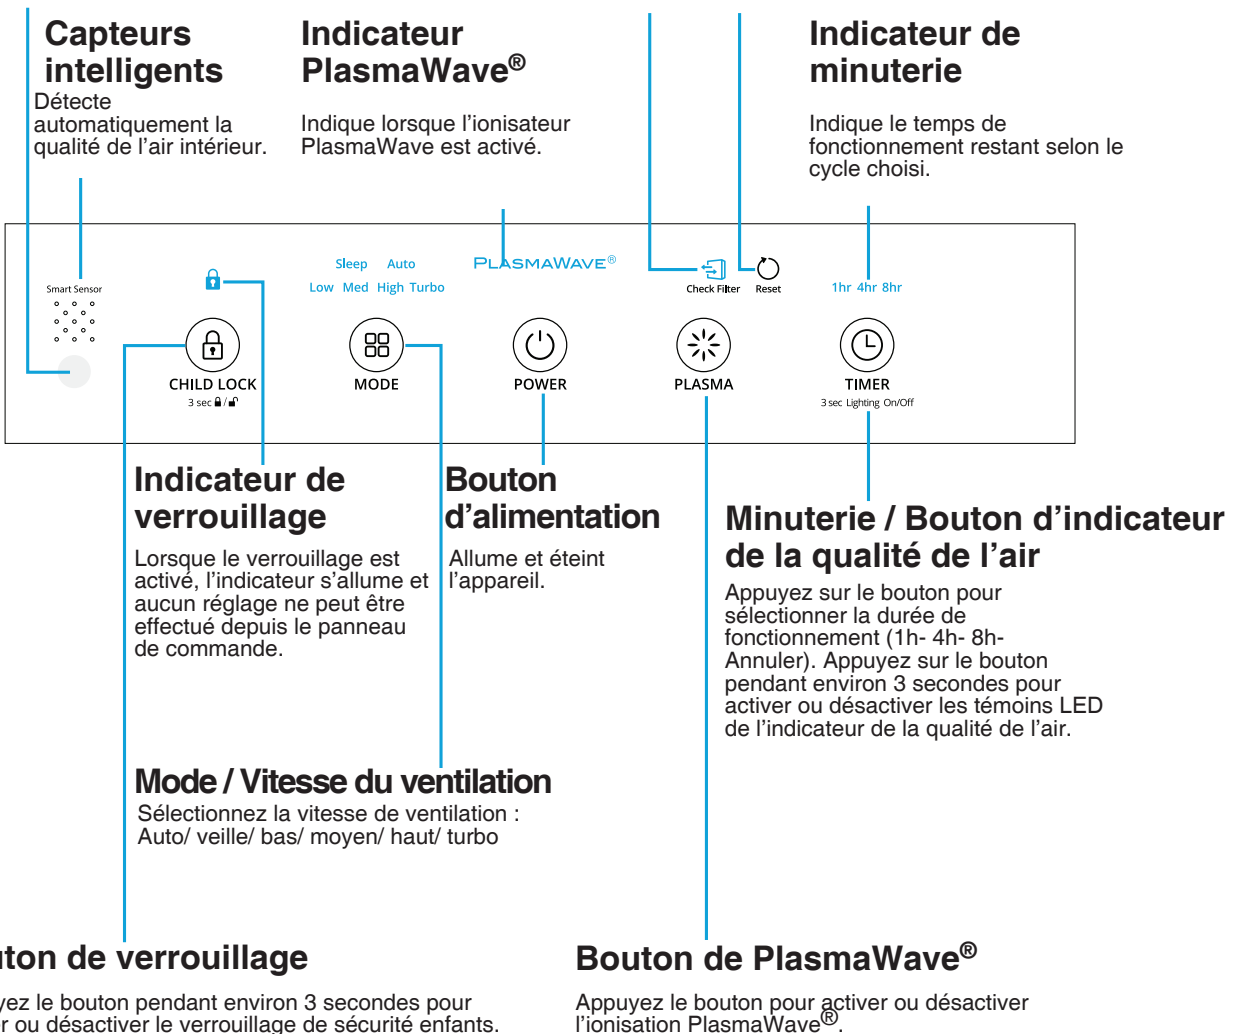 Capteurs
intelligents
Détecte
automatiquement la
qualité de l'air intérieur.
Indicateur
PlasmaWave®
Indique lorsque l'ionisateur
PlasmaWave est activé.
Indicateur de
minuterie
Indique le temps de
fonctionnement restant selon le
cycle choisi.
Smart Sensor
Sleep Auto
Low Med High Turbo
PLASMAWAVE®
Check Filter
Reset
1hr 4hr 8hr
CHILD LOCK
3 sec /
MODE
POWER
PLASMA
TIMER
3 sec Lighting On/Off
Indicateur de
verrouillage
Lorsque le verrouillage est
activé, l'indicateur s'allume et
aucun réglage ne peut être
effectué depuis le panneau
de commande.
Bouton
d'alimentation
Allume et éteint
l'appareil.
Minuterie / Bouton d'indicateur
de la qualité de l'air
Appuyez sur le bouton pour
sélectionner la durée de
fonctionnement (1h- 4h- 8h-
Annuler). Appuyez sur le bouton
pendant environ 3 secondes pour
activer ou désactiver les témoins LED
de l'indicateur de la qualité de l'air.
Mode / Vitesse du ventilation
Sélectionnez la vitesse de ventilation :
Auto/ veille/ bas/ moyen/ haut/ turbo
ton de verrouillage
yez le bouton pendant environ 3 secondes pour
r ou désactiver le verrouillage de sécurité enfants.
Bouton de PlasmaWave®
Appuyez le bouton pour activer ou désactiver
l'ionisation PlasmaWave®.